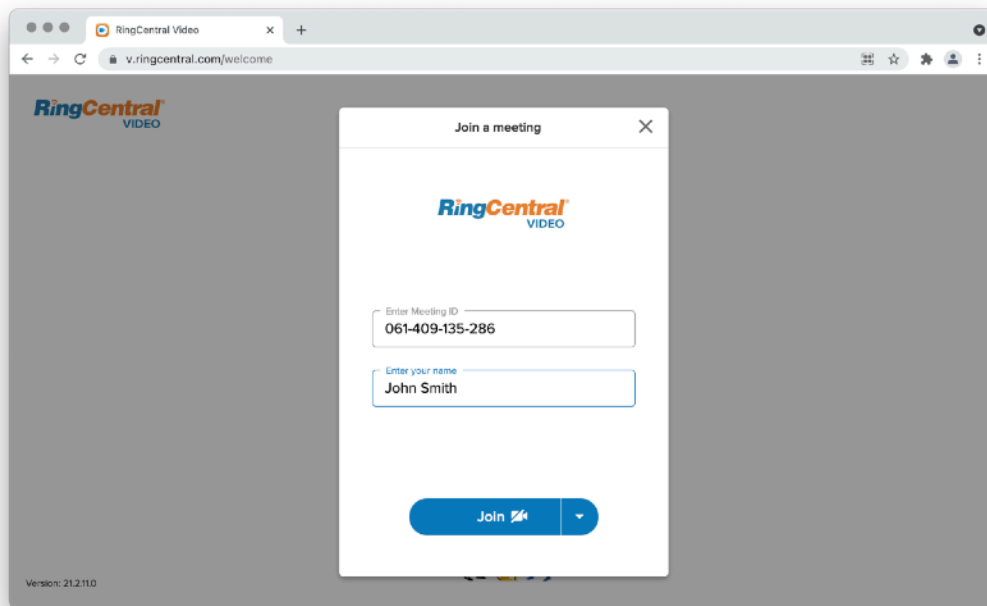 RingCentral Video
v.ringcentral.com/welcome
RingCentral®
VIDEO
Join a meeting
RingCentral®
VIDEO
Enter Meeting ID
061-409-135-286
Enter your name
John Smith
Join
Version: 21.2.11.0